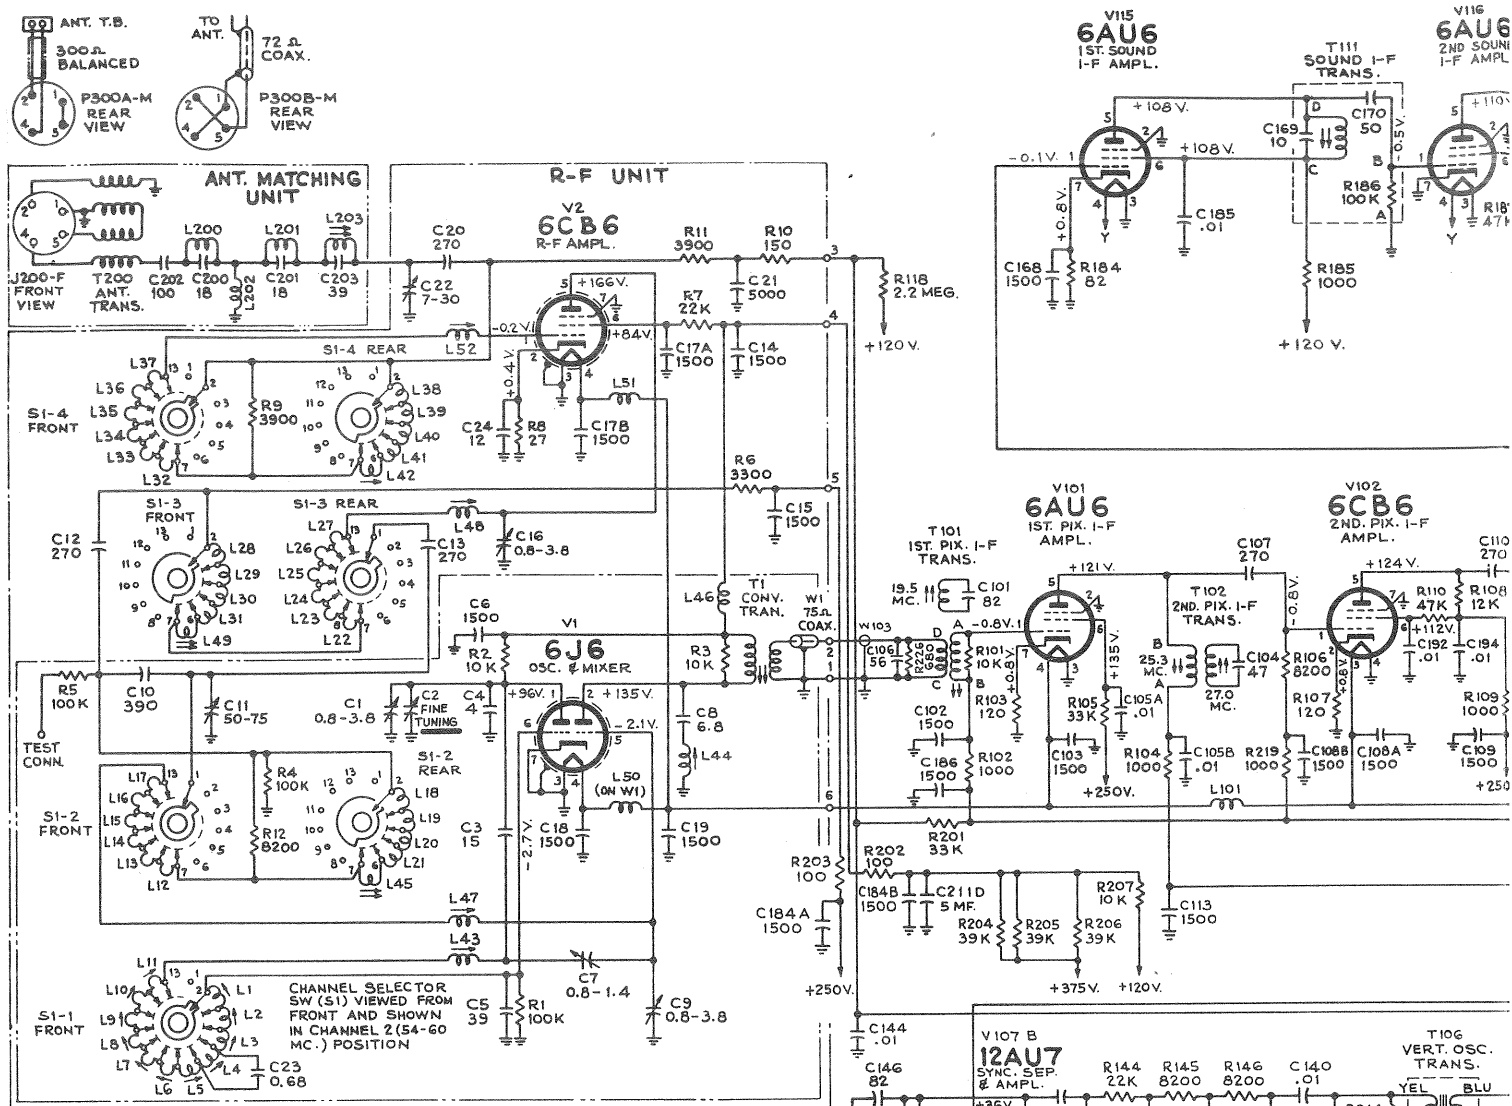 ANT. T.B.
300Ω
BALANCED
P300A-M
REAR
VIEW
TO
ANT.
72 Ω
COAX.
P300B-M
REAR
VIEW
ANT. MATCHING
UNIT
J200-F
FRONT
VIEW
T200
ANT.
TRANS.
C202
100
L200
C200
18
L202
L201
C201
18
L203
C203
39
R-F UNIT
V2
6CB6
R-F AMPL.
C20
270
C22
7-30
R11
3900
R10
150
C21
5000
R7
22K
+166V.
+84V.
-0.2V.
+0.4V.
L52
C17A
1500
C14
1500
L51
C24
12
R8
27
C17B
1500
R118
2.2 MEG.
+120 V.
S1-4
FRONT
L37
L36
L35
L34
L33
L32
R9
3900
S1-4 REAR
L38
L39
L40
L41
L42
R6
3300
C15
1500
C12
270
S1-3
FRONT
L28
L29
L30
L31
L49
S1-3 REAR
L27
L26
L25
L24
L23
L22
L48
C13
270
C16
0.8-3.8
L46
T1
CONV.
TRAN.
W1
75Ω
COAX.
C6
1500
R2
10K
V1
6J6
OSC. & MIXER
R3
10K
+96V.
+135V.
-2.1V.
R5
100K
C10
390
C11
50-75
C1
0.8-3.8
C2
FINE
TUNING
C4
4
C8
6.8
L44
TEST
CONN.
S1-2
FRONT
L17
L16
L15
L14
L13
L12
R4
100K
R12
8200
S1-2
REAR
L18
L19
L20
L21
L45
C3
15
-2.7 V.
C18
1500
L50
(ON W1)
C19
1500
L47
L43
C7
0.8-1.4
C5
39
R1
100K
C9
0.8-3.8
S1-1
FRONT
L11
L10
L9
L8
L7
L6
L5
L4
L3
L2
L1
C23
0.68
CHANNEL SELECTOR
SW (S1) VIEWED FROM
FRONT AND SHOWN
IN CHANNEL 2 (54-60
MC.) POSITION
V115
6AU6
1ST. SOUND
I-F AMPL.
+108V.
-0.1V.
+0.8V.
+108V.
C168
1500
R184
82
Y
C185
.01
T111
SOUND I-F
TRANS.
D
C169
10
C
C170
50
-0.5V.
B
R186
100K
A
R185
1000
+120 V.
V116
6AU6
2ND SOUN
I-F AMPL
+110
Y
R18
47K
V101
6AU6
1ST. PIX. I-F
AMPL.
T101
1ST. PIX. I-F
TRANS.
19.5
MC.
C101
82
W103
C106
56
R226
680
D
C
A
B
R101
10K
-0.8V.
+0.8V.
+121V.
+135V.
R103
120
C102
1500
C186
1500
R102
1000
C103
1500
R105
33K
C105A
.01
+250V.
C107
270
T102
2ND. PIX. I-F
TRANS.
B
25.3
MC.
A
C104
47
27.0
MC.
R104
1000
C105B
.01
V102
6CB6
2ND. PIX. I-F
AMPL.
-0.8V.
+124V.
+112V.
+0.8V.
R106
8200
R107
120
R219
1000
C108B
1500
C108A
1500
R110
47K
R108
12K
C110
270
C192
.01
C194
.01
R109
1000
C109
1500
+250
L101
R201
33K
R203
100
R202
100
C184A
1500
C184B
1500
C211D
5 MF.
R204
39K
R205
39K
R206
39K
R207
10K
C113
1500
+250V.
+375V.
+120V.
C144
.01
C146
82
V107 B
12AU7
SYNC. SEP.
& AMPL.
R144
22K
R145
8200
R146
8200
C140
.01
T106
VERT. OSC.
TRANS.
YEL
BLU